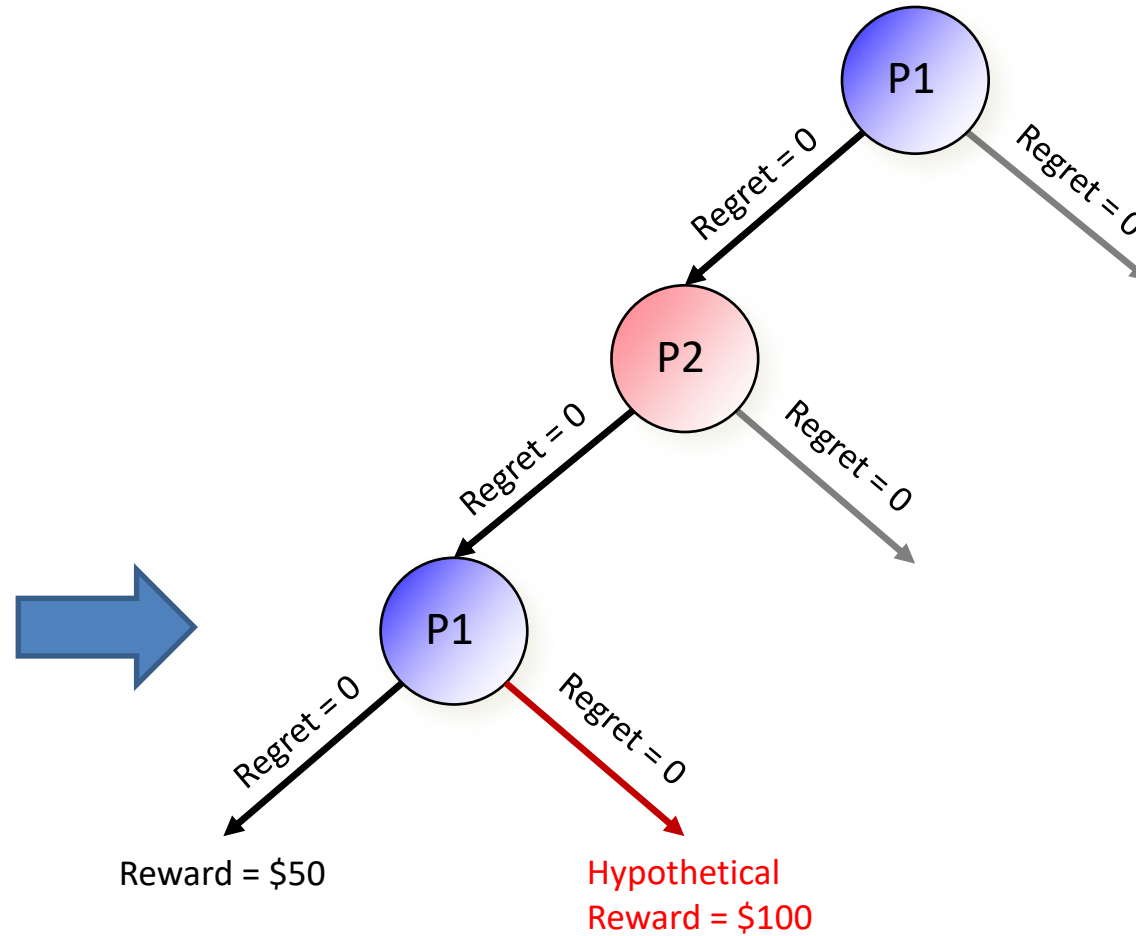 P1
Regret = 0
Regret = 0
P2
Regret = 0
Regret = 0
P1
Regret = 0
Regret = 0
Reward = $50
Hypothetical
Reward = $100